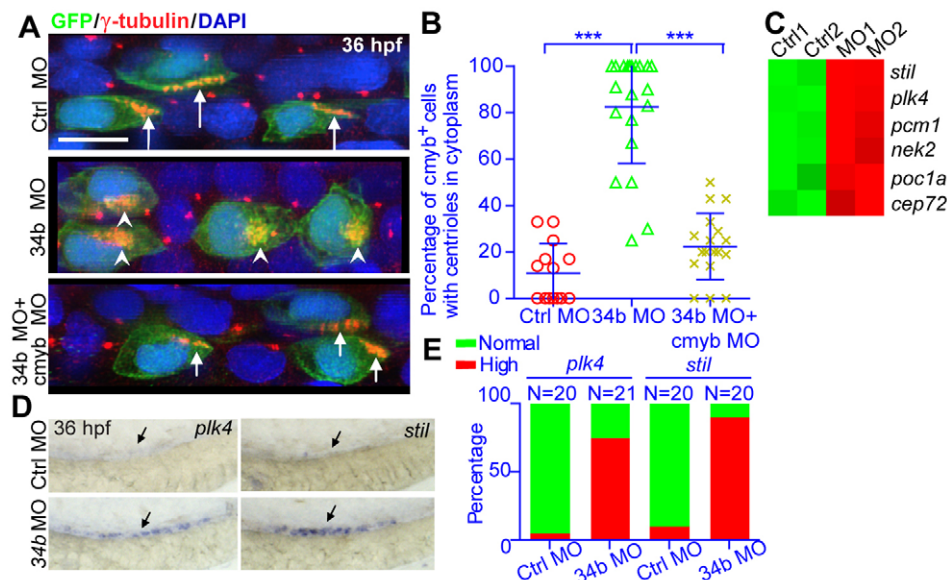 A
GFP/γ-tubulin/DAPI
36 hpf
Ctrl MO
34b MO
34b MO+
cmyb MO
B
***
***
Percentage of cmyb+ cells
with centrioles in cytoplasm
100
80
60
40
20
0
Ctrl MO
34b MO
34b MO+
cmyb MO
C
Ctrl1
Ctrl2
MO1
MO2
stil
plk4
pcm1
nek2
poc1a
cep72
D
36 hpf
plk4
stil
Ctrl MO
34b MO
E
Normal
High
plk4
stil
N=20 N=21 N=20 N=20
Percentage
100
50
0
Ctrl MO
34b MO
Ctrl MO
34b MO